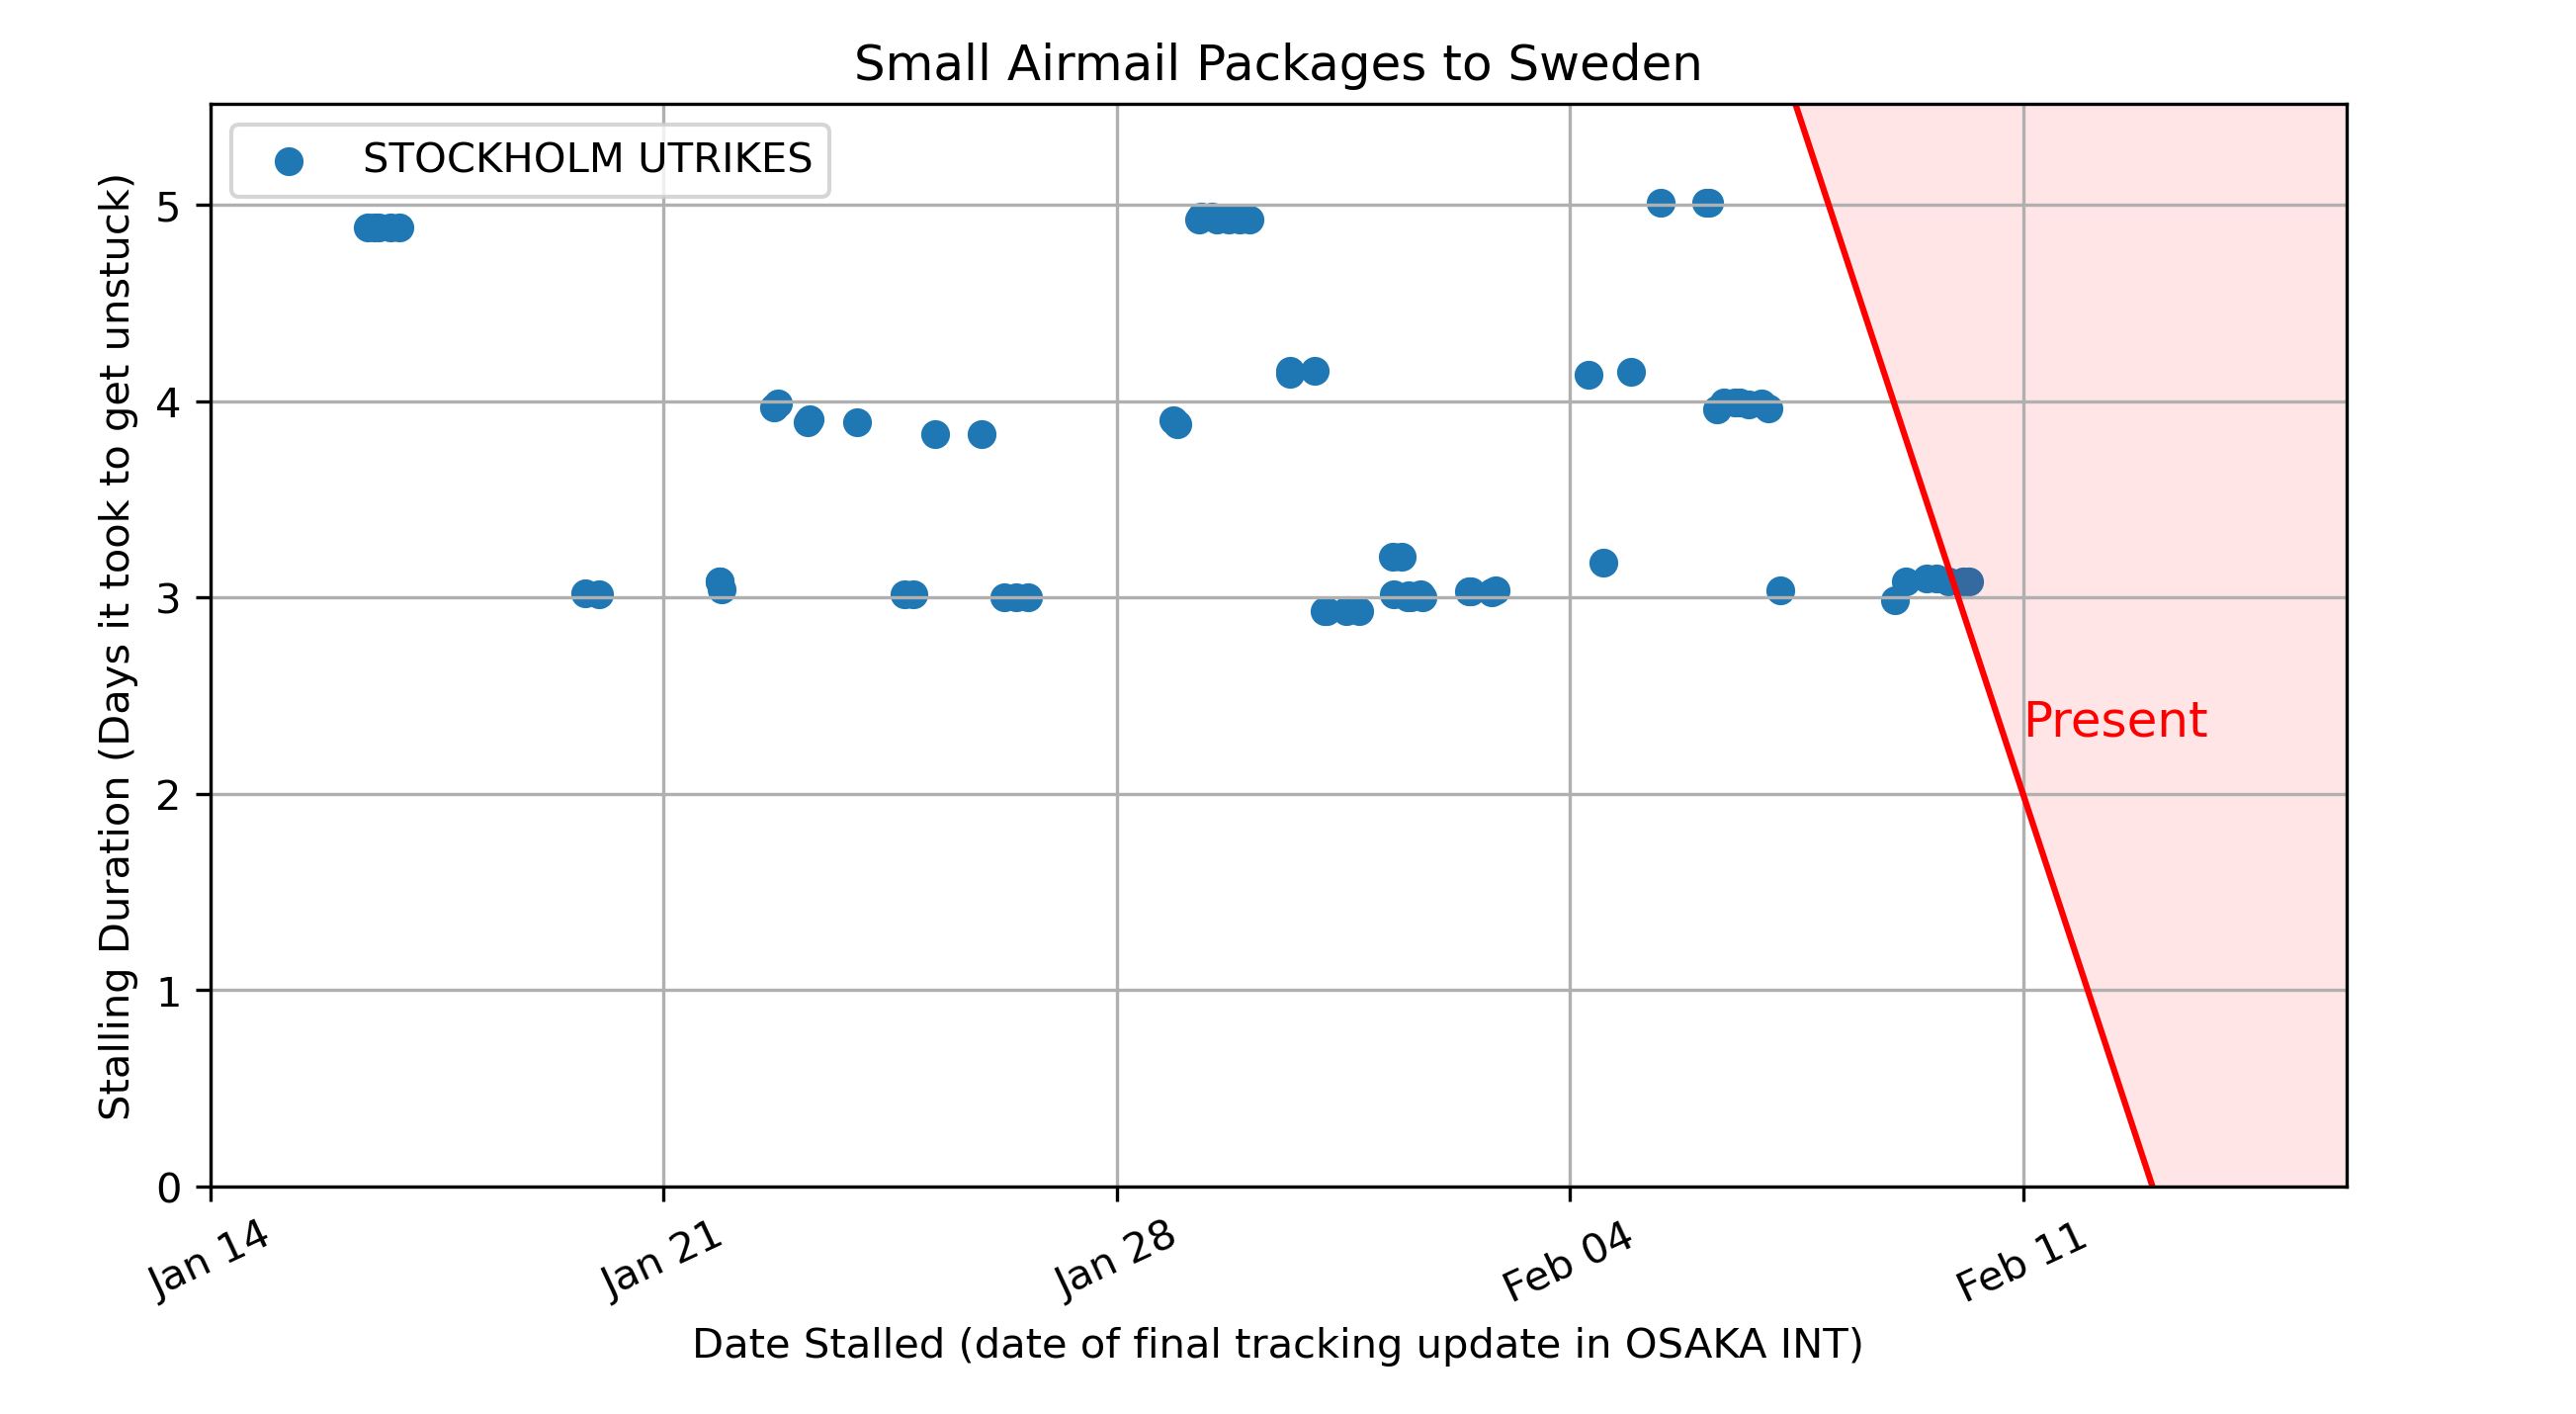 Small Airmail Packages to Sweden
STOCKHOLM UTRIKES
Stalling Duration (Days it took to get unstuck)
5
4
3
2
1
0
Present
Jan 14
Jan 21
Jan 28
Feb 04
Feb 11
Date Stalled (date of final tracking update in OSAKA INT)